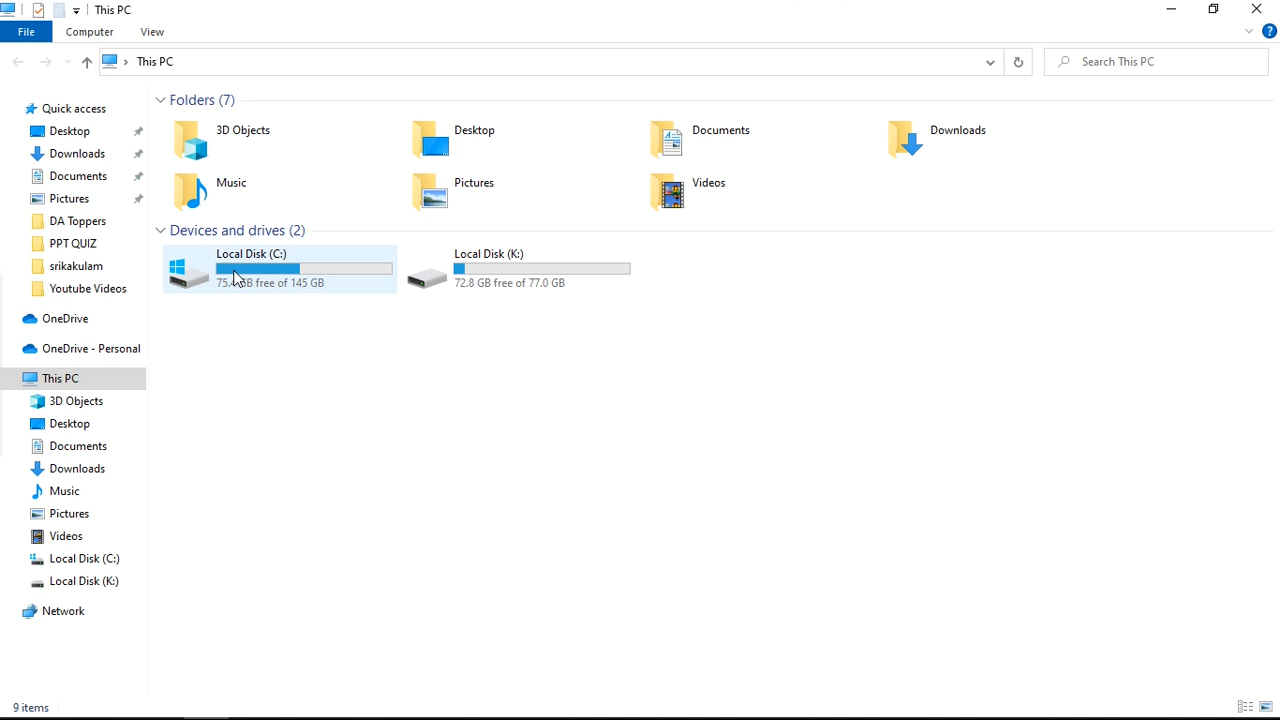 This PC
File Computer View
This PC
Search This PC
Quick access
Desktop
Downloads
Documents
Pictures
DA Toppers
PPT QUIZ
srikakulam
Youtube Videos
OneDrive
OneDrive - Personal
This PC
3D Objects
Desktop
Documents
Downloads
Music
Pictures
Videos
Local Disk (C:)
Local Disk (K:)
Network
Folders (7)
3D Objects
Desktop
Documents
Downloads
Music
Pictures
Videos
Devices and drives (2)
Local Disk (C:)
free of 145 GB
Local Disk (K:)
72.8 GB free of 77.0 GB
9 items